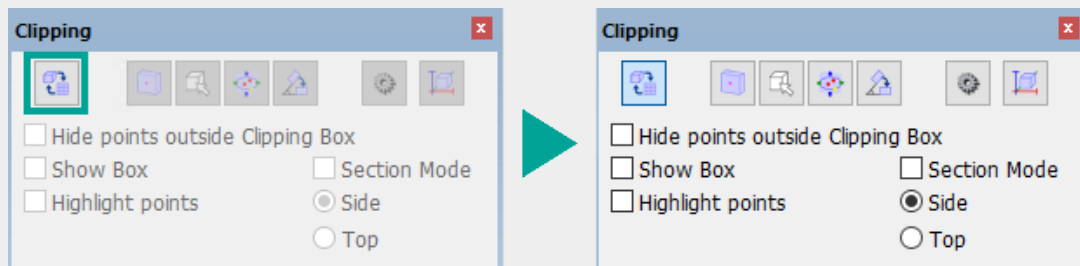 Clipping
Hide points outside Clipping Box
Show Box
Section Mode
Highlight points
Side
Top
Clipping
Hide points outside Clipping Box
Show Box
Section Mode
Highlight points
Side
Top